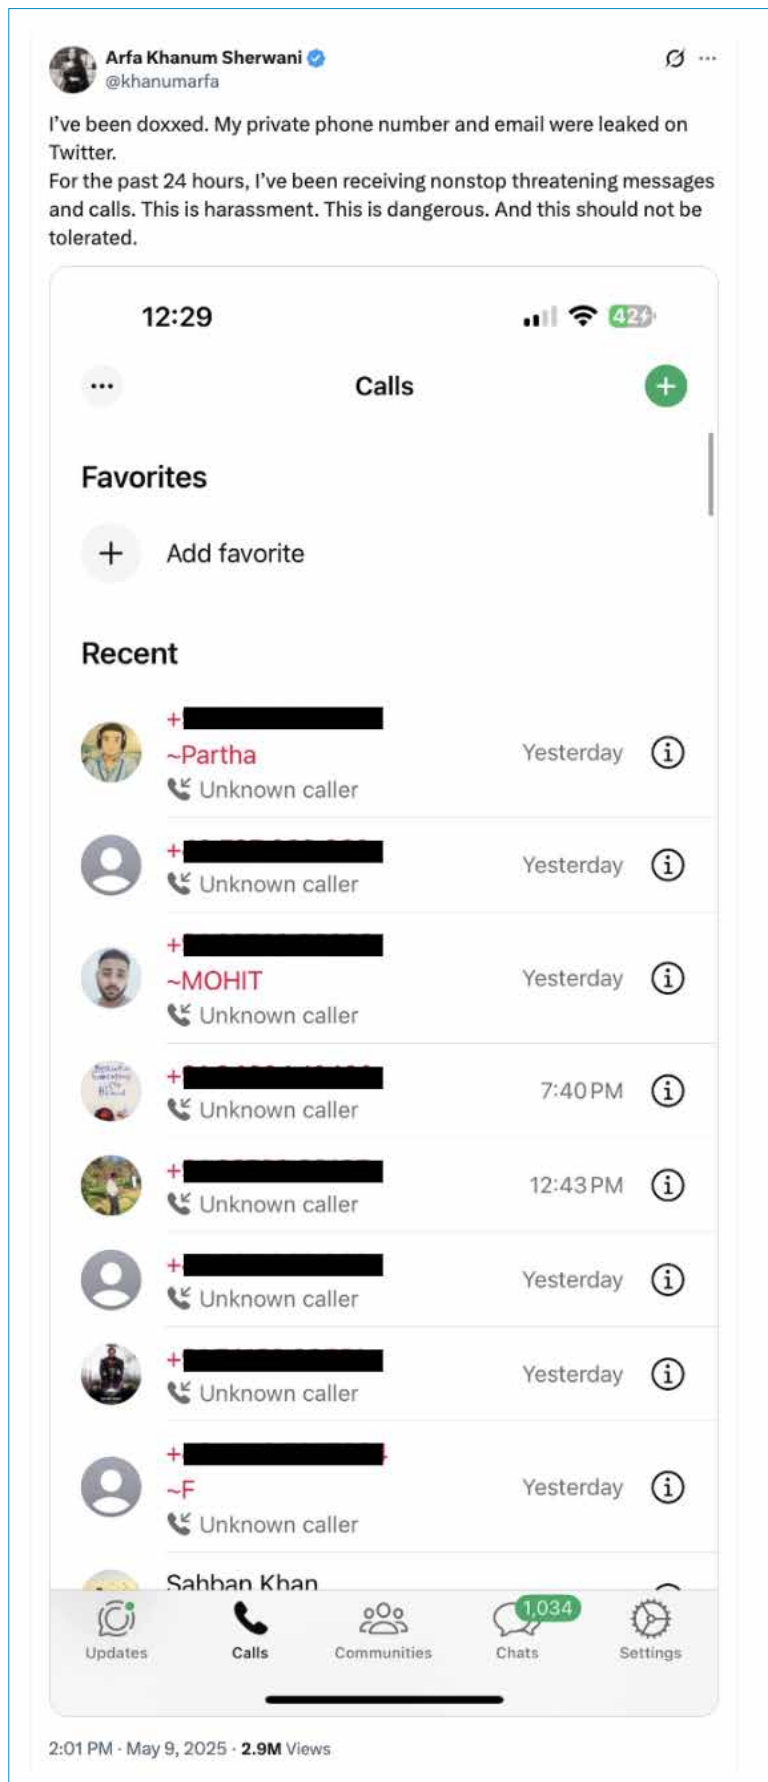 Arfa Khanum Sherwani
@khanumarfa
I've been doxxed. My private phone number and email were leaked on
Twitter.
For the past 24 hours, I've been receiving nonstop threatening messages
and calls. This is harassment. This is dangerous. And this should not be
tolerated.
12:29
42
Calls
Favorites
Add favorite
Recent
+
~Partha
Unknown caller
Yesterday
+
Unknown caller
Yesterday
+
~MOHIT
Unknown caller
Yesterday
+
Unknown caller
7:40 PM
+
Unknown caller
12:43 PM
+
Unknown caller
Yesterday
+
Unknown caller
Yesterday
+
~F
Unknown caller
Yesterday
Sahban Khan
1,034
Updates
Calls
Communities
Chats
Settings
2:01 PM · May 9, 2025 · 2.9M Views